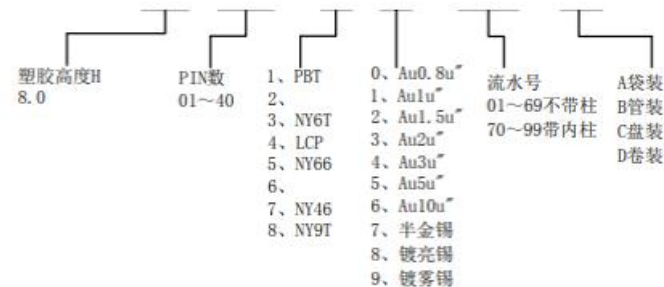 塑胶高度H
8.0
PIN数
01～40
1、PBT
2、
3、NY6T
4、LCP
5、NY66
6、
7、NY46
8、NY9T
0、Au0.8u"
1、Au1u"
2、Au1.5u"
3、Au2u"
4、Au3u"
5、Au5u"
6、Au10u"
7、半金锡
8、镀亮锡
9、镀雾锡
流水号
01～69不带柱
70～99带内柱
A袋装
B管装
C盘装
D卷装